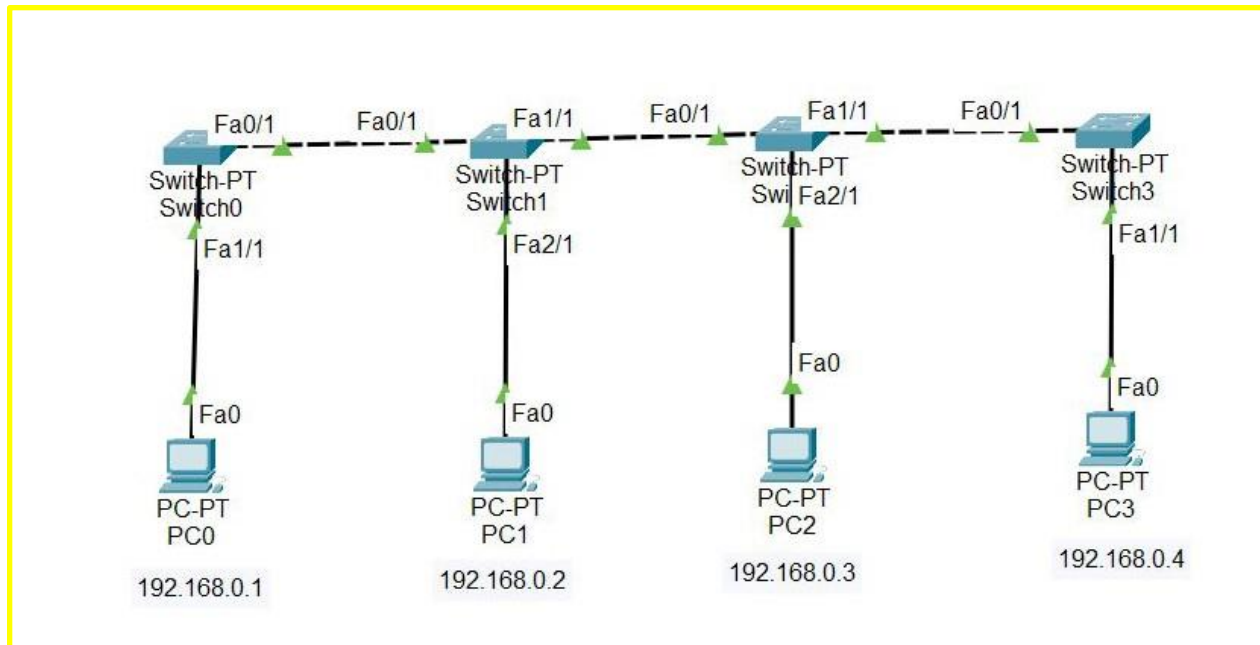 Fa0/1 Fa0/1 Fa1/1 Fa0/1 Fa1/1 Fa0/1
Switch-PT Switch-PT Switch-PT Switch-PT
Switch0 Switch1 Swi Fa2/1 Switch3
Fa1/1 Fa2/1 Fa1/1
Fa0 Fa0 Fa0 Fa0
PC-PT PC-PT PC-PT PC-PT
PC0 PC1 PC2 PC3
192.168.0.1 192.168.0.2 192.168.0.3 192.168.0.4